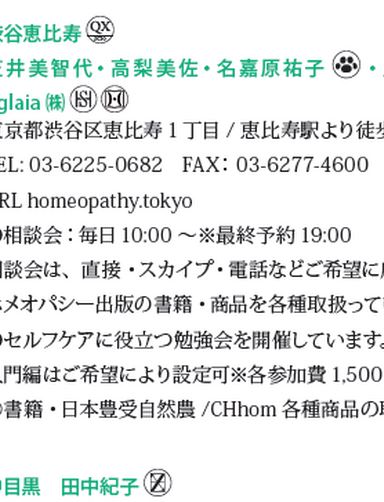 渋谷恵比寿 QX
三井美智代・高梨美佐・名嘉原祐子 ・
glaia ㈱ H
東京都渋谷区恵比寿 1 丁目 / 恵比寿駅より徒歩
EL: 03-6225-0682 FAX: 03-6277-4600
RL homeopathy.tokyo
相談会：毎日 10:00 〜※最終予約 19:00
相談会は、直接・スカイプ・電話などご希望に
ホメオパシー出版の書籍・商品を各種取扱って
セルフケアに役立つ勉強会を開催しています
入門編はご希望により設定可※各参加費 1,500
書籍・日本豊受自然農 /CHhom 各種商品の
中目黒 田中紀子 Z